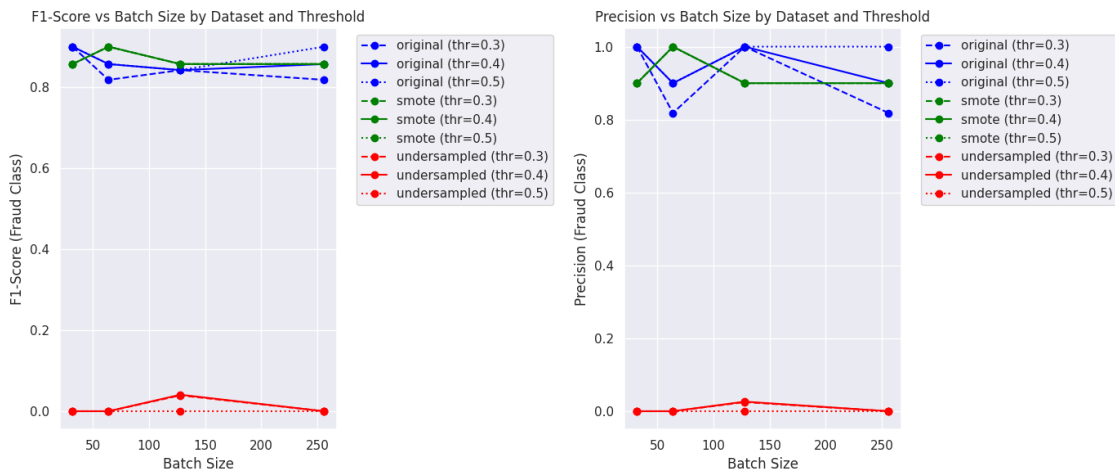 F1-Score vs Batch Size by Dataset and Threshold
F1-Score (Fraud Class)
0.8
0.6
0.4
0.2
0.0
50
100
150
200
250
Batch Size
original (thr=0.3)
original (thr=0.4)
original (thr=0.5)
smote (thr=0.3)
smote (thr=0.4)
smote (thr=0.5)
undersampled (thr=0.3)
undersampled (thr=0.4)
undersampled (thr=0.5)
Precision vs Batch Size by Dataset and Threshold
Precision (Fraud Class)
1.0
0.8
0.6
0.4
0.2
0.0
50
100
150
200
250
Batch Size
original (thr=0.3)
original (thr=0.4)
original (thr=0.5)
smote (thr=0.3)
smote (thr=0.4)
smote (thr=0.5)
undersampled (thr=0.3)
undersampled (thr=0.4)
undersampled (thr=0.5)